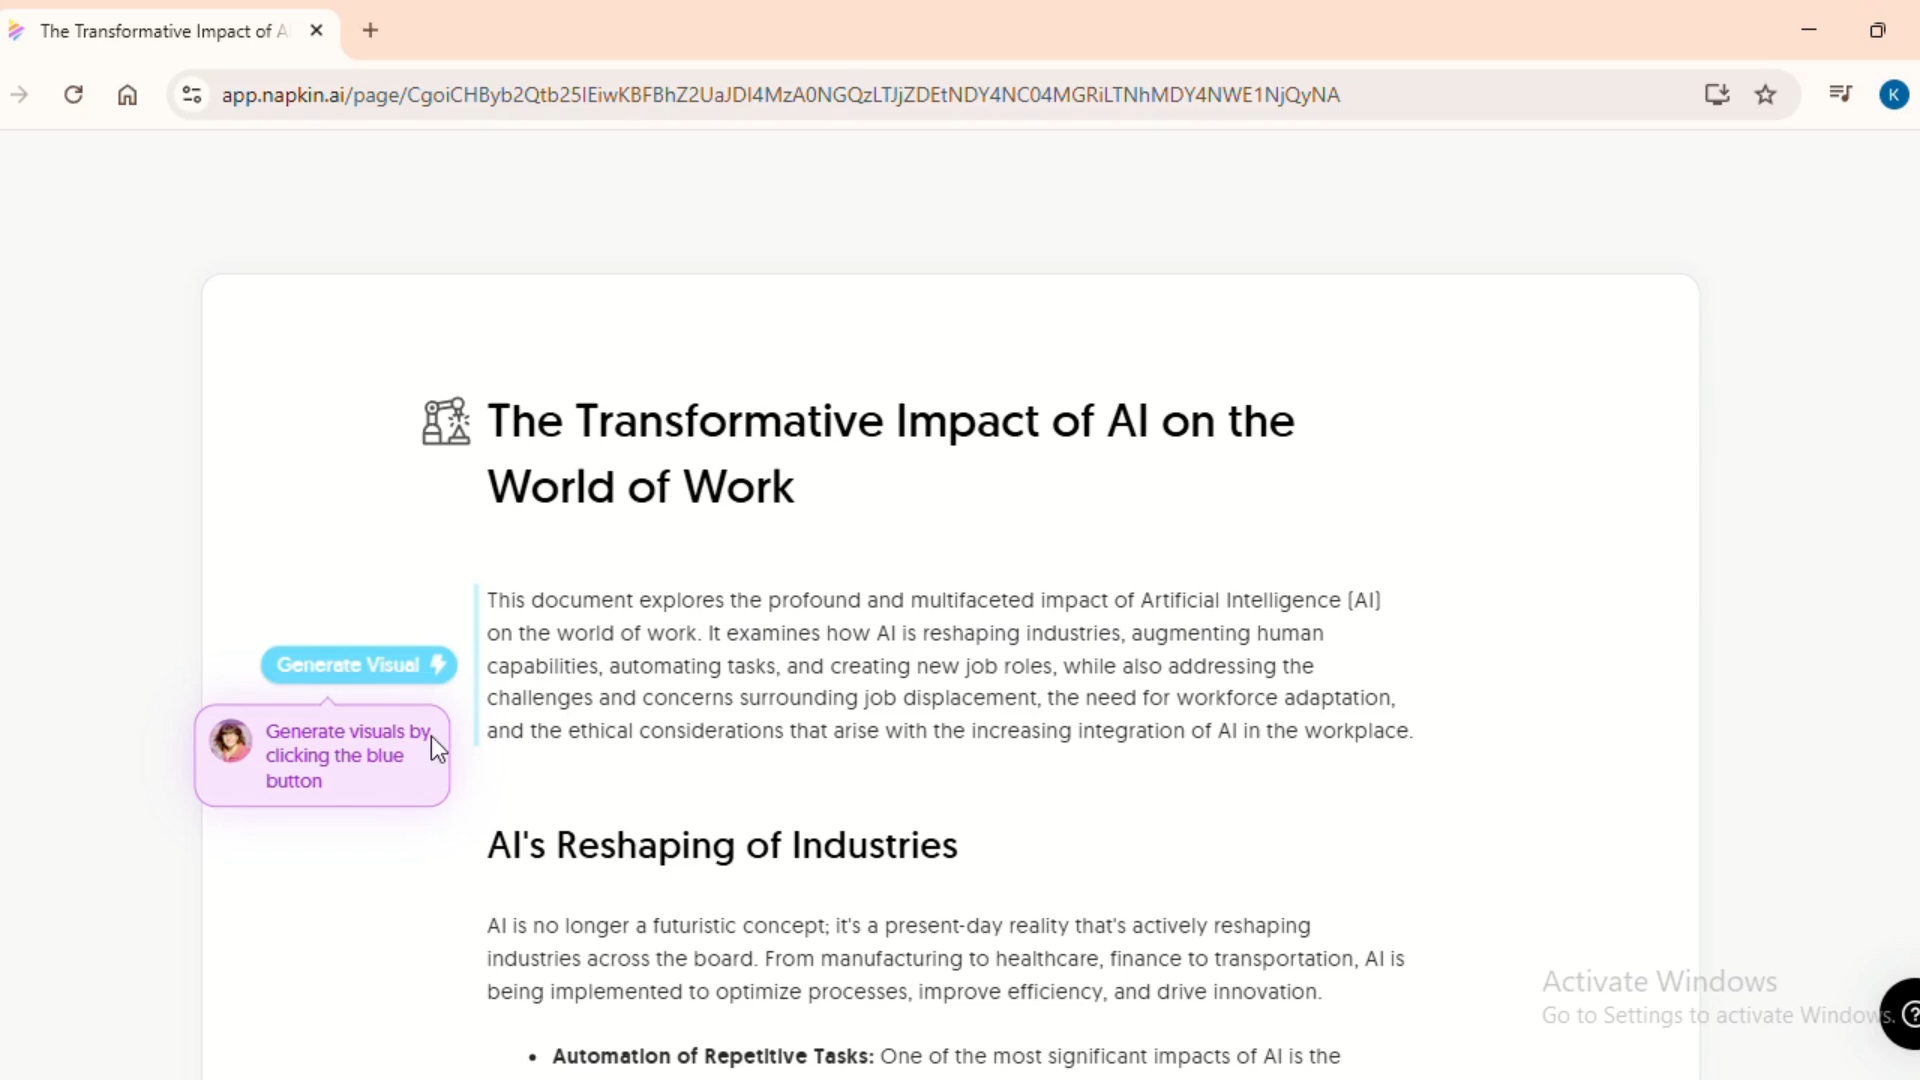 The Transformative Impact of AI
app.napkin.ai/page/CgoiCHByb2Qtb25lEiwKBFBhZ2UaJDI4MzA0NGQzLTJjZDEtNDY4NC04MGRiLTNhMDY4NWE1NjQyNA
K
The Transformative Impact of AI on the
World of Work
This document explores the profound and multifaceted impact of Artificial Intelligence (AI)
on the world of work. It examines how AI is reshaping industries, augmenting human
capabilities, automating tasks, and creating new job roles, while also addressing the
challenges and concerns surrounding job displacement, the need for workforce adaptation,
and the ethical considerations that arise with the increasing integration of AI in the workplace.
Generate Visual
Generate visuals by
clicking the blue
button
AI's Reshaping of Industries
AI is no longer a futuristic concept; it's a present-day reality that's actively reshaping
industries across the board. From manufacturing to healthcare, finance to transportation, AI is
being implemented to optimize processes, improve efficiency, and drive innovation.
• Automation of Repetitive Tasks: One of the most significant impacts of AI is the
Activate Windows
Go to Settings to activate Windows.
?